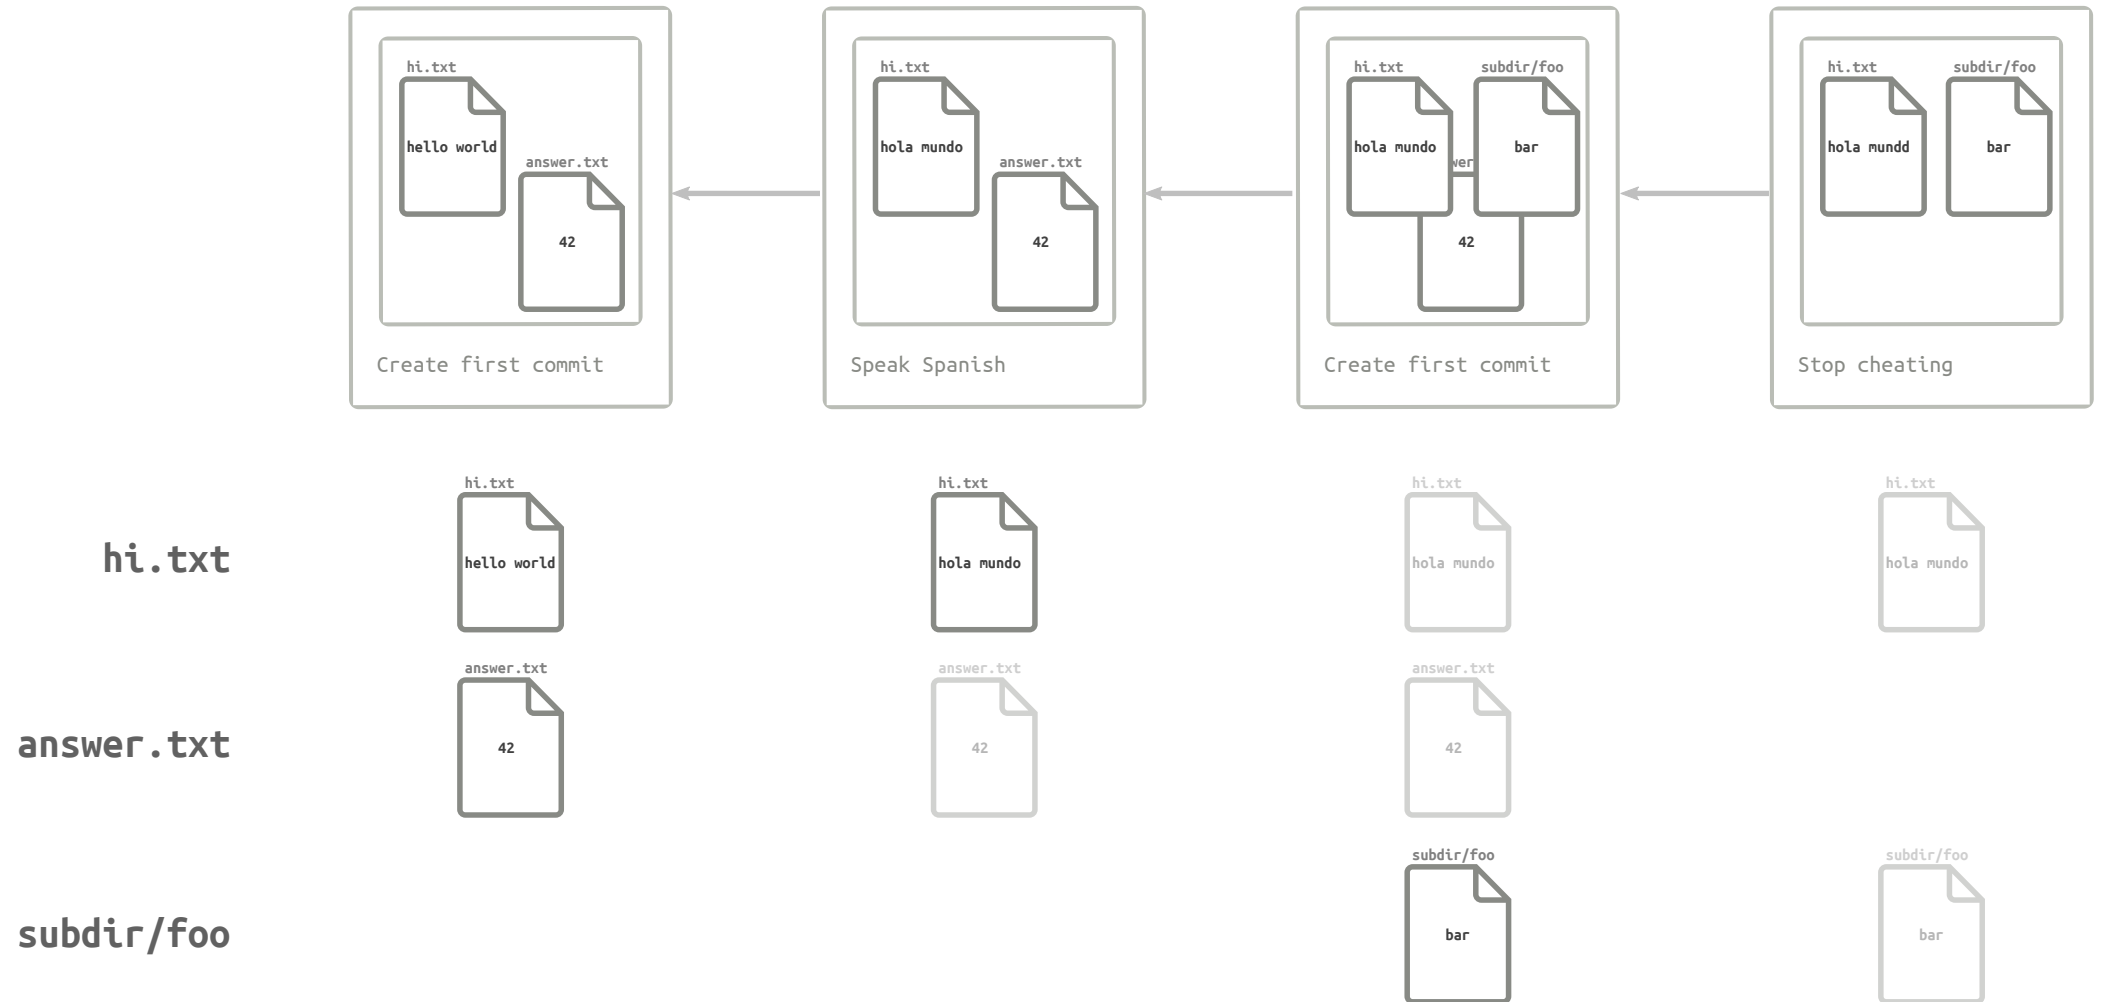 hi.txt
hello world
answer.txt
42
Create first commit
hi.txt
hola mundo
answer.txt
42
Speak Spanish
hi.txt
subdir/foo
hola mundo
bar
wer
42
Create first commit
hi.txt
subdir/foo
hola mundd
bar
Stop cheating
hi.txt
hi.txt
hello world
hi.txt
hola mundo
hi.txt
hola mundo
hi.txt
hola mundo
answer.txt
answer.txt
42
answer.txt
42
answer.txt
42
subdir/foo
subdir/foo
bar
subdir/foo
bar